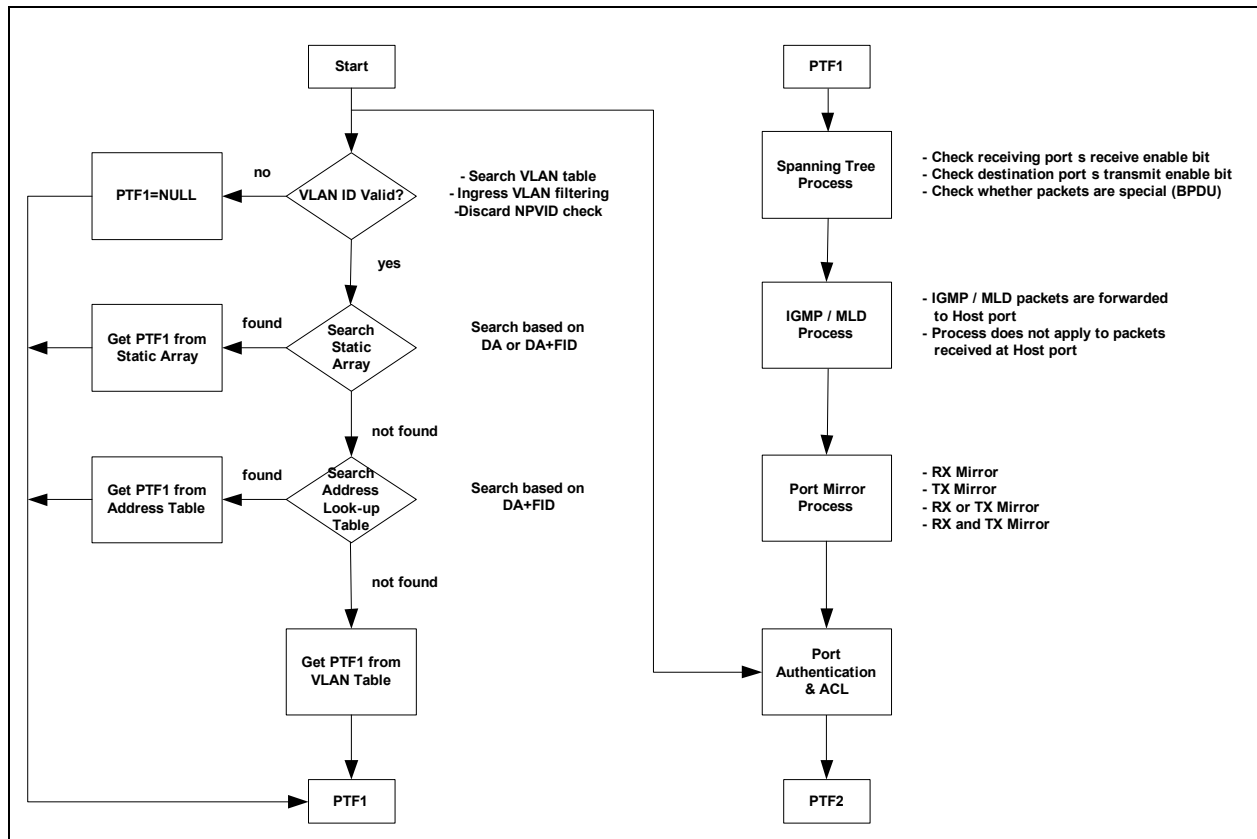 Start
VLAN ID Valid?
no
PTF1=NULL
- Search VLAN table
- Ingress VLAN filtering
-Discard NPVID check
yes
Search
Static
Array
found
Get PTF1 from
Static Array
Search based on
DA or DA+FID
not found
Search
Address
Look-up
Table
found
Get PTF1 from
Address Table
Search based on
DA+FID
not found
Get PTF1 from
VLAN Table
PTF1
PTF1
Spanning Tree
Process
- Check receiving port s receive enable bit
- Check destination port s transmit enable bit
- Check whether packets are special (BPDU)
IGMP / MLD
Process
- IGMP / MLD packets are forwarded
to Host port
- Process does not apply to packets
received at Host port
Port Mirror
Process
- RX Mirror
- TX Mirror
- RX or TX Mirror
- RX and TX Mirror
Port
Authentication
& ACL
PTF2